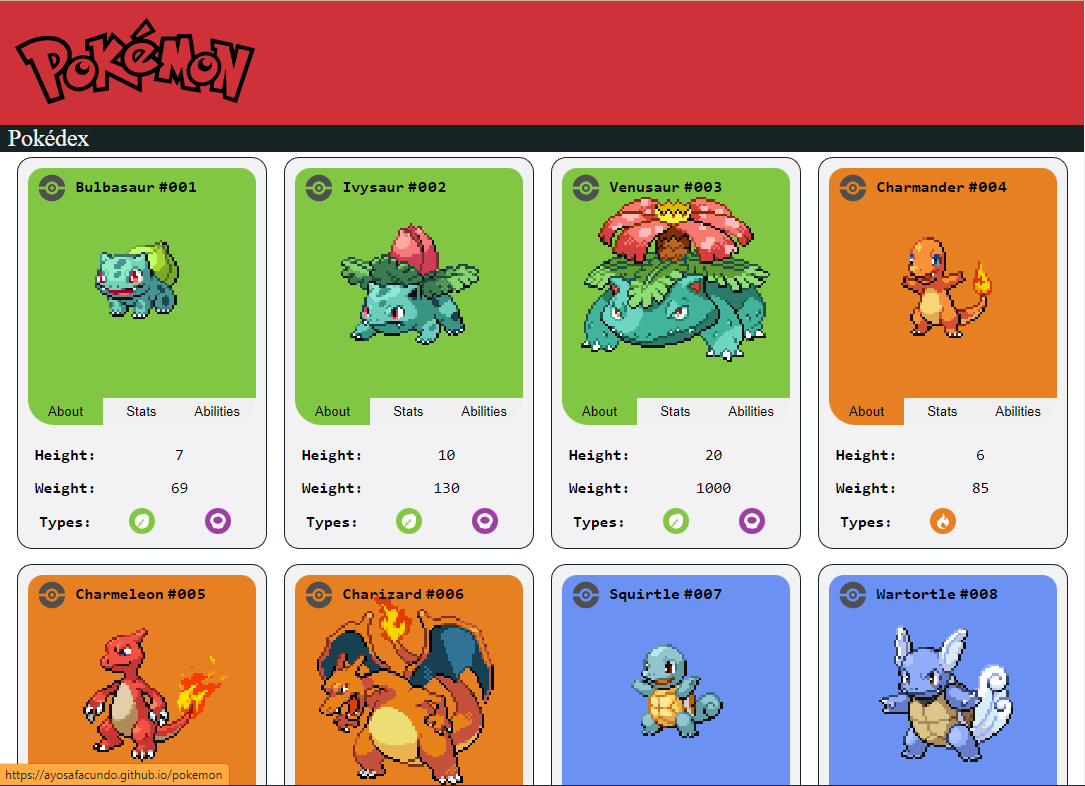 Pokémon
Pokédex
Bulbasaur #001
Ivysaur #002
Venusaur #003
Charmander #004
About Stats Abilities
About Stats Abilities
About Stats Abilities
About Stats Abilities
Height: 7
Height: 10
Height: 20
Height: 6
Weight: 69
Weight: 130
Weight: 1000
Weight: 85
Types:
Types:
Types:
Types:
Charmeleon #005
Charizard #006
Squirtle #007
Wartortle #008
https://ayosafacundo.github.io/pokemon